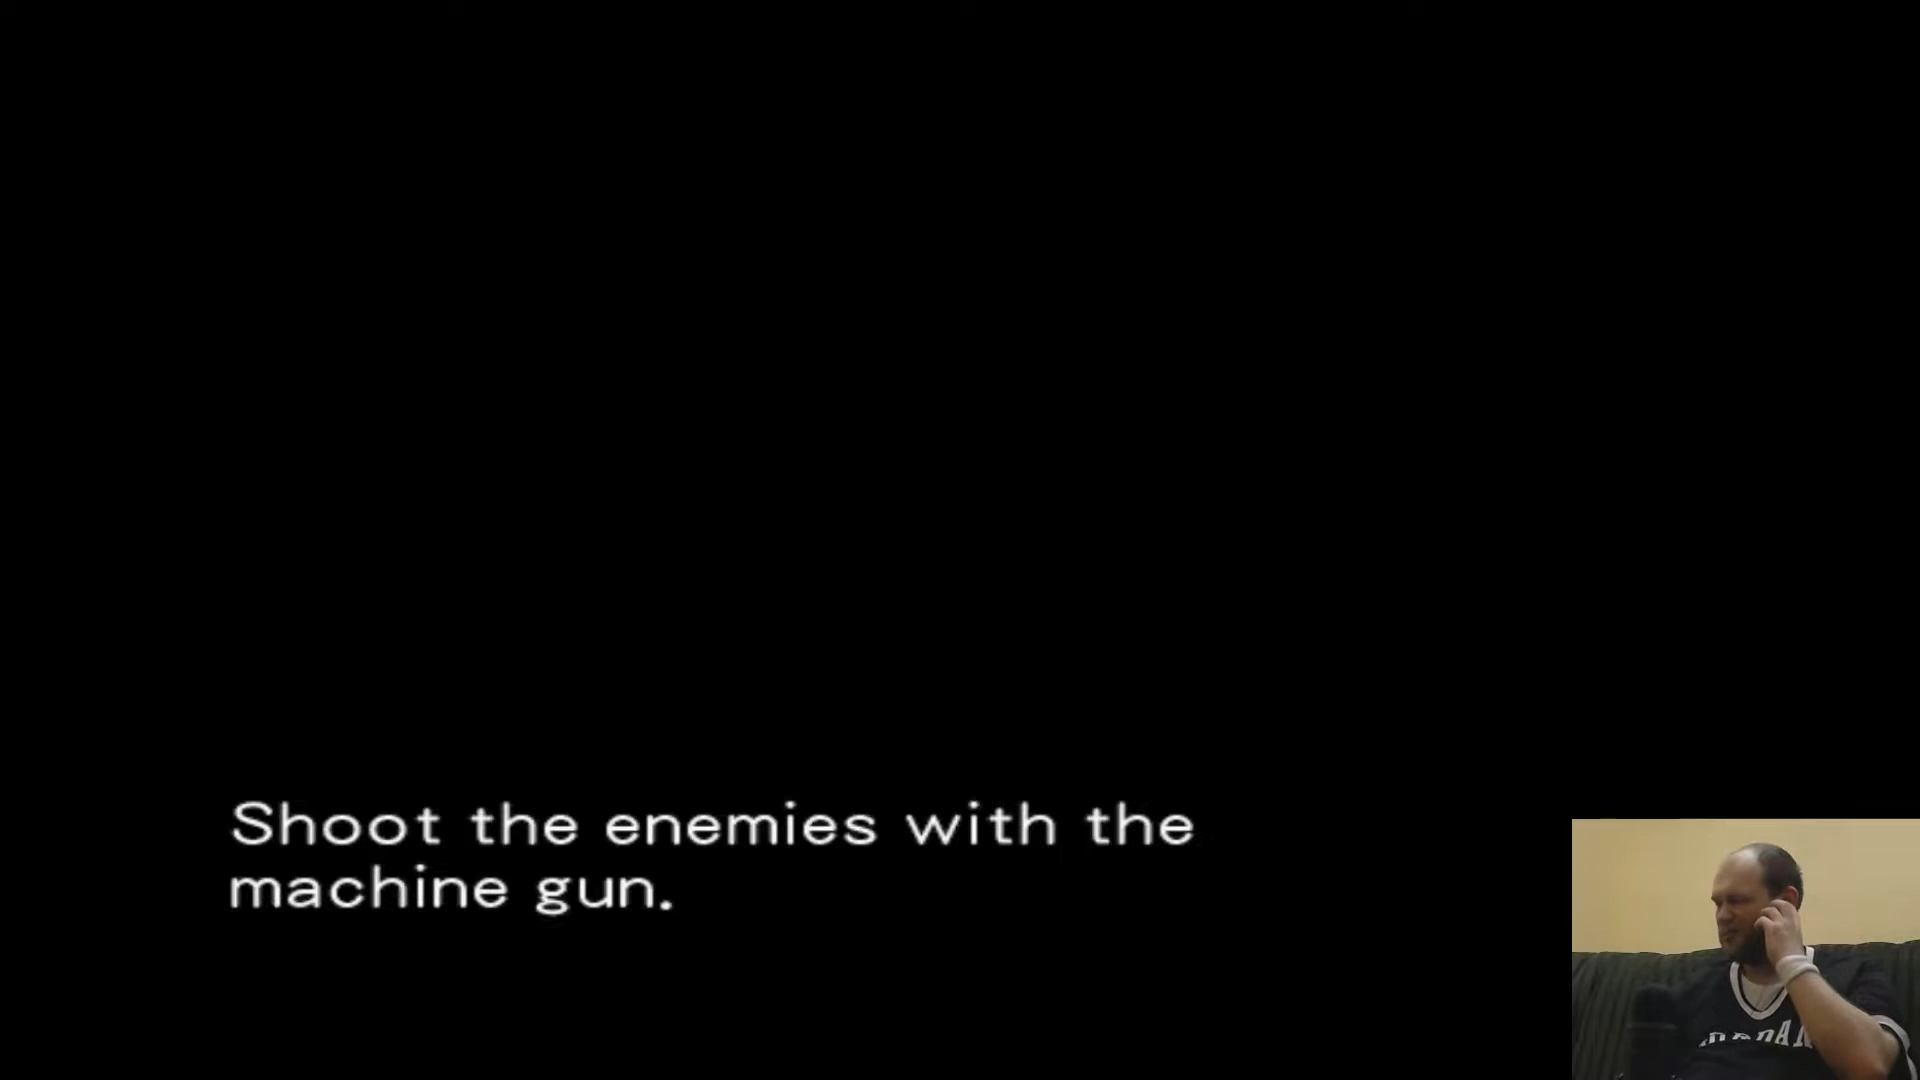 Shoot the enemies with the
machine gun.